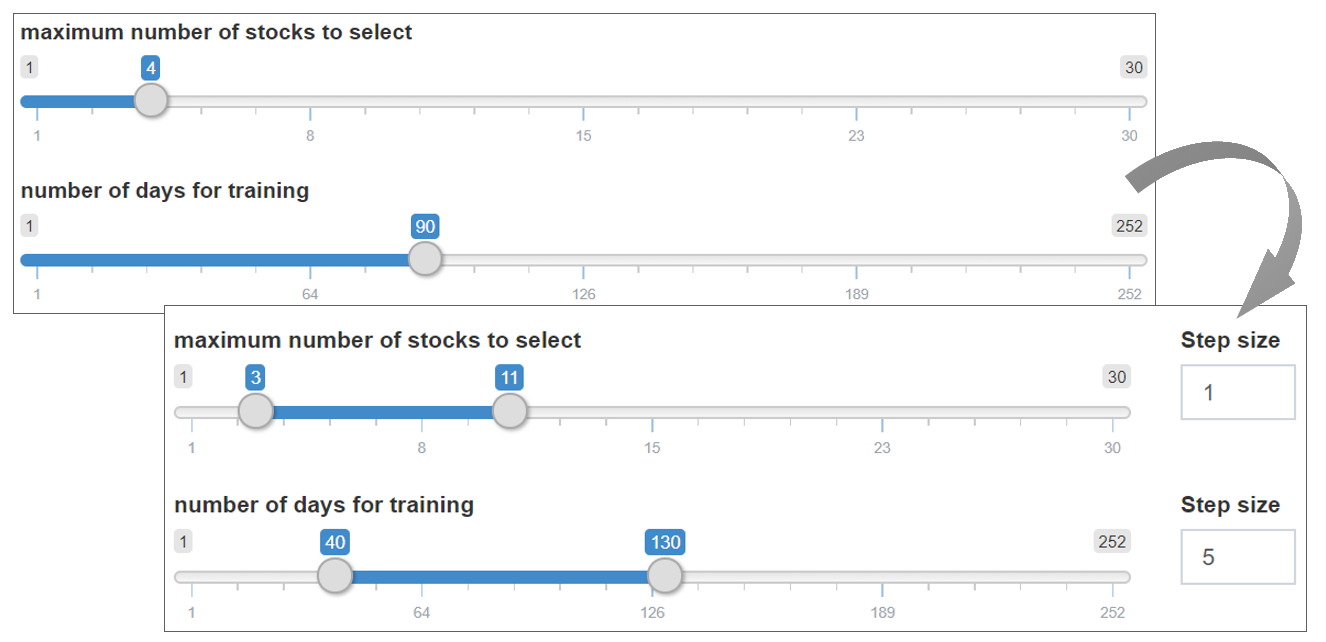 maximum number of stocks to select
1 4 30
1 8 15 23 30
number of days for training
1 90 252
1 64 126 189 252
maximum number of stocks to select Step size
1 3 11 30
1
1 8 15 23 30
number of days for training Step size
1 40 130 252
5
1 64 126 189 252